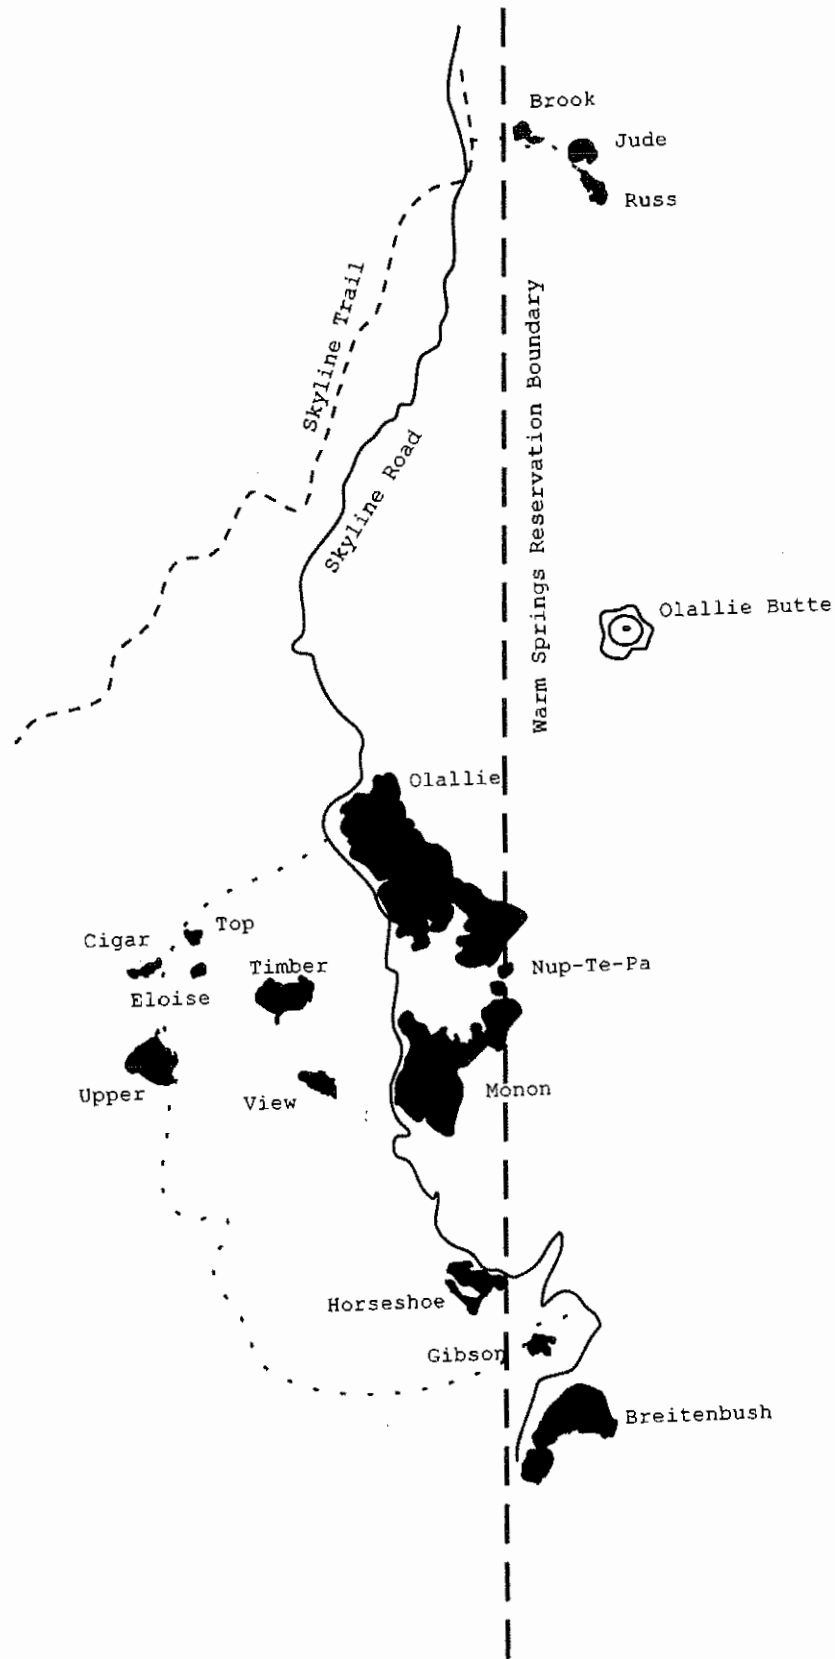 Brook
Jude
Russ
Skyline Trail
Warm Springs Reservation Boundary
Skyline Road
Olallie Butte
Olallie
Top
Cigar
Timber
Nup-Te-Pa
Eloise
Upper
View
Monon
Horseshoe
Gibson
Breitenbush